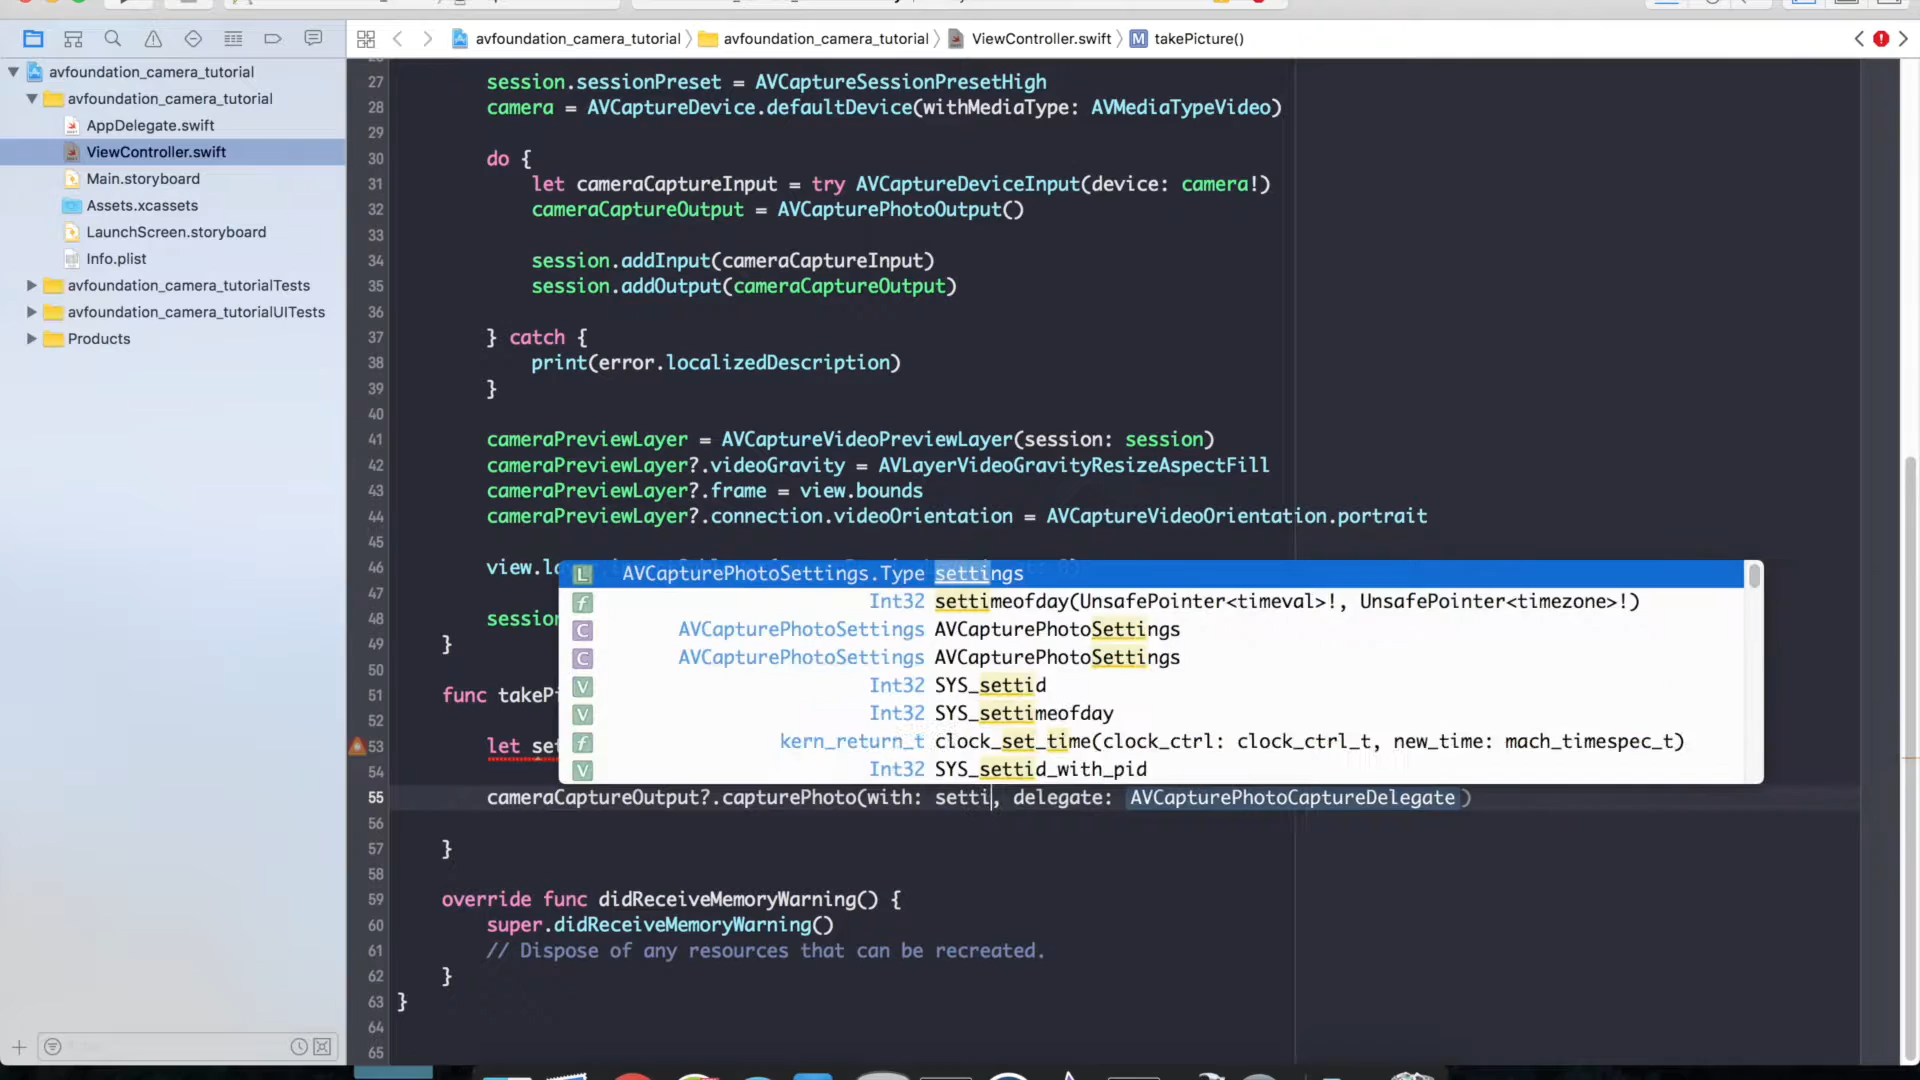 avfoundation_camera_tutorial
avfoundation_camera_tutorial
ViewController.swift
M
takePicture()
avfoundation_camera_tutorial
avfoundation_camera_tutorial
AppDelegate.swift
ViewController.swift
Main.storyboard
Assets.xcassets
LaunchScreen.storyboard
Info.plist
avfoundation_camera_tutorialTests
avfoundation_camera_tutorialUITests
Products
27 session.sessionPreset = AVCaptureSessionPresetHigh
28 camera = AVCaptureDevice.defaultDevice(withMediaType: AVMediaTypeVideo)
29
30 do {
31 let cameraCaptureInput = try AVCaptureDeviceInput(device: camera!)
32 cameraCaptureOutput = AVCapturePhotoOutput()
33
34 session.addInput(cameraCaptureInput)
35 session.addOutput(cameraCaptureOutput)
36
37 } catch {
38 print(error.localizedDescription)
39 }
40
41 cameraPreviewLayer = AVCaptureVideoPreviewLayer(session: session)
42 cameraPreviewLayer?.videoGravity = AVLayerVideoGravityResizeAspectFill
43 cameraPreviewLayer?.frame = view.bounds
44 cameraPreviewLayer?.connection.videoOrientation = AVCaptureVideoOrientation.portrait
45
46 view.l
L AVCapturePhotoSettings.Type settings
47
f Int32 settimeofday(UnsafePointer<timeval>!, UnsafePointer<timezone>!)
48 session
C AVCapturePhotoSettings AVCapturePhotoSettings
49 }
C AVCapturePhotoSettings AVCapturePhotoSettings
50
V Int32 SYS_settid
51 func takeP
V Int32 SYS_settimeofday
52
f kern_return_t clock_set_time(clock_ctrl: clock_ctrl_t, new_time: mach_timespec_t)
53 let set
V Int32 SYS_settid_with_pid
54
55 cameraCaptureOutput?.capturePhoto(with: setti, delegate: AVCapturePhotoCaptureDelegate)
56
57 }
58
59 override func didReceiveMemoryWarning() {
60 super.didReceiveMemoryWarning()
61 // Dispose of any resources that can be recreated.
62 }
63 }
64
65